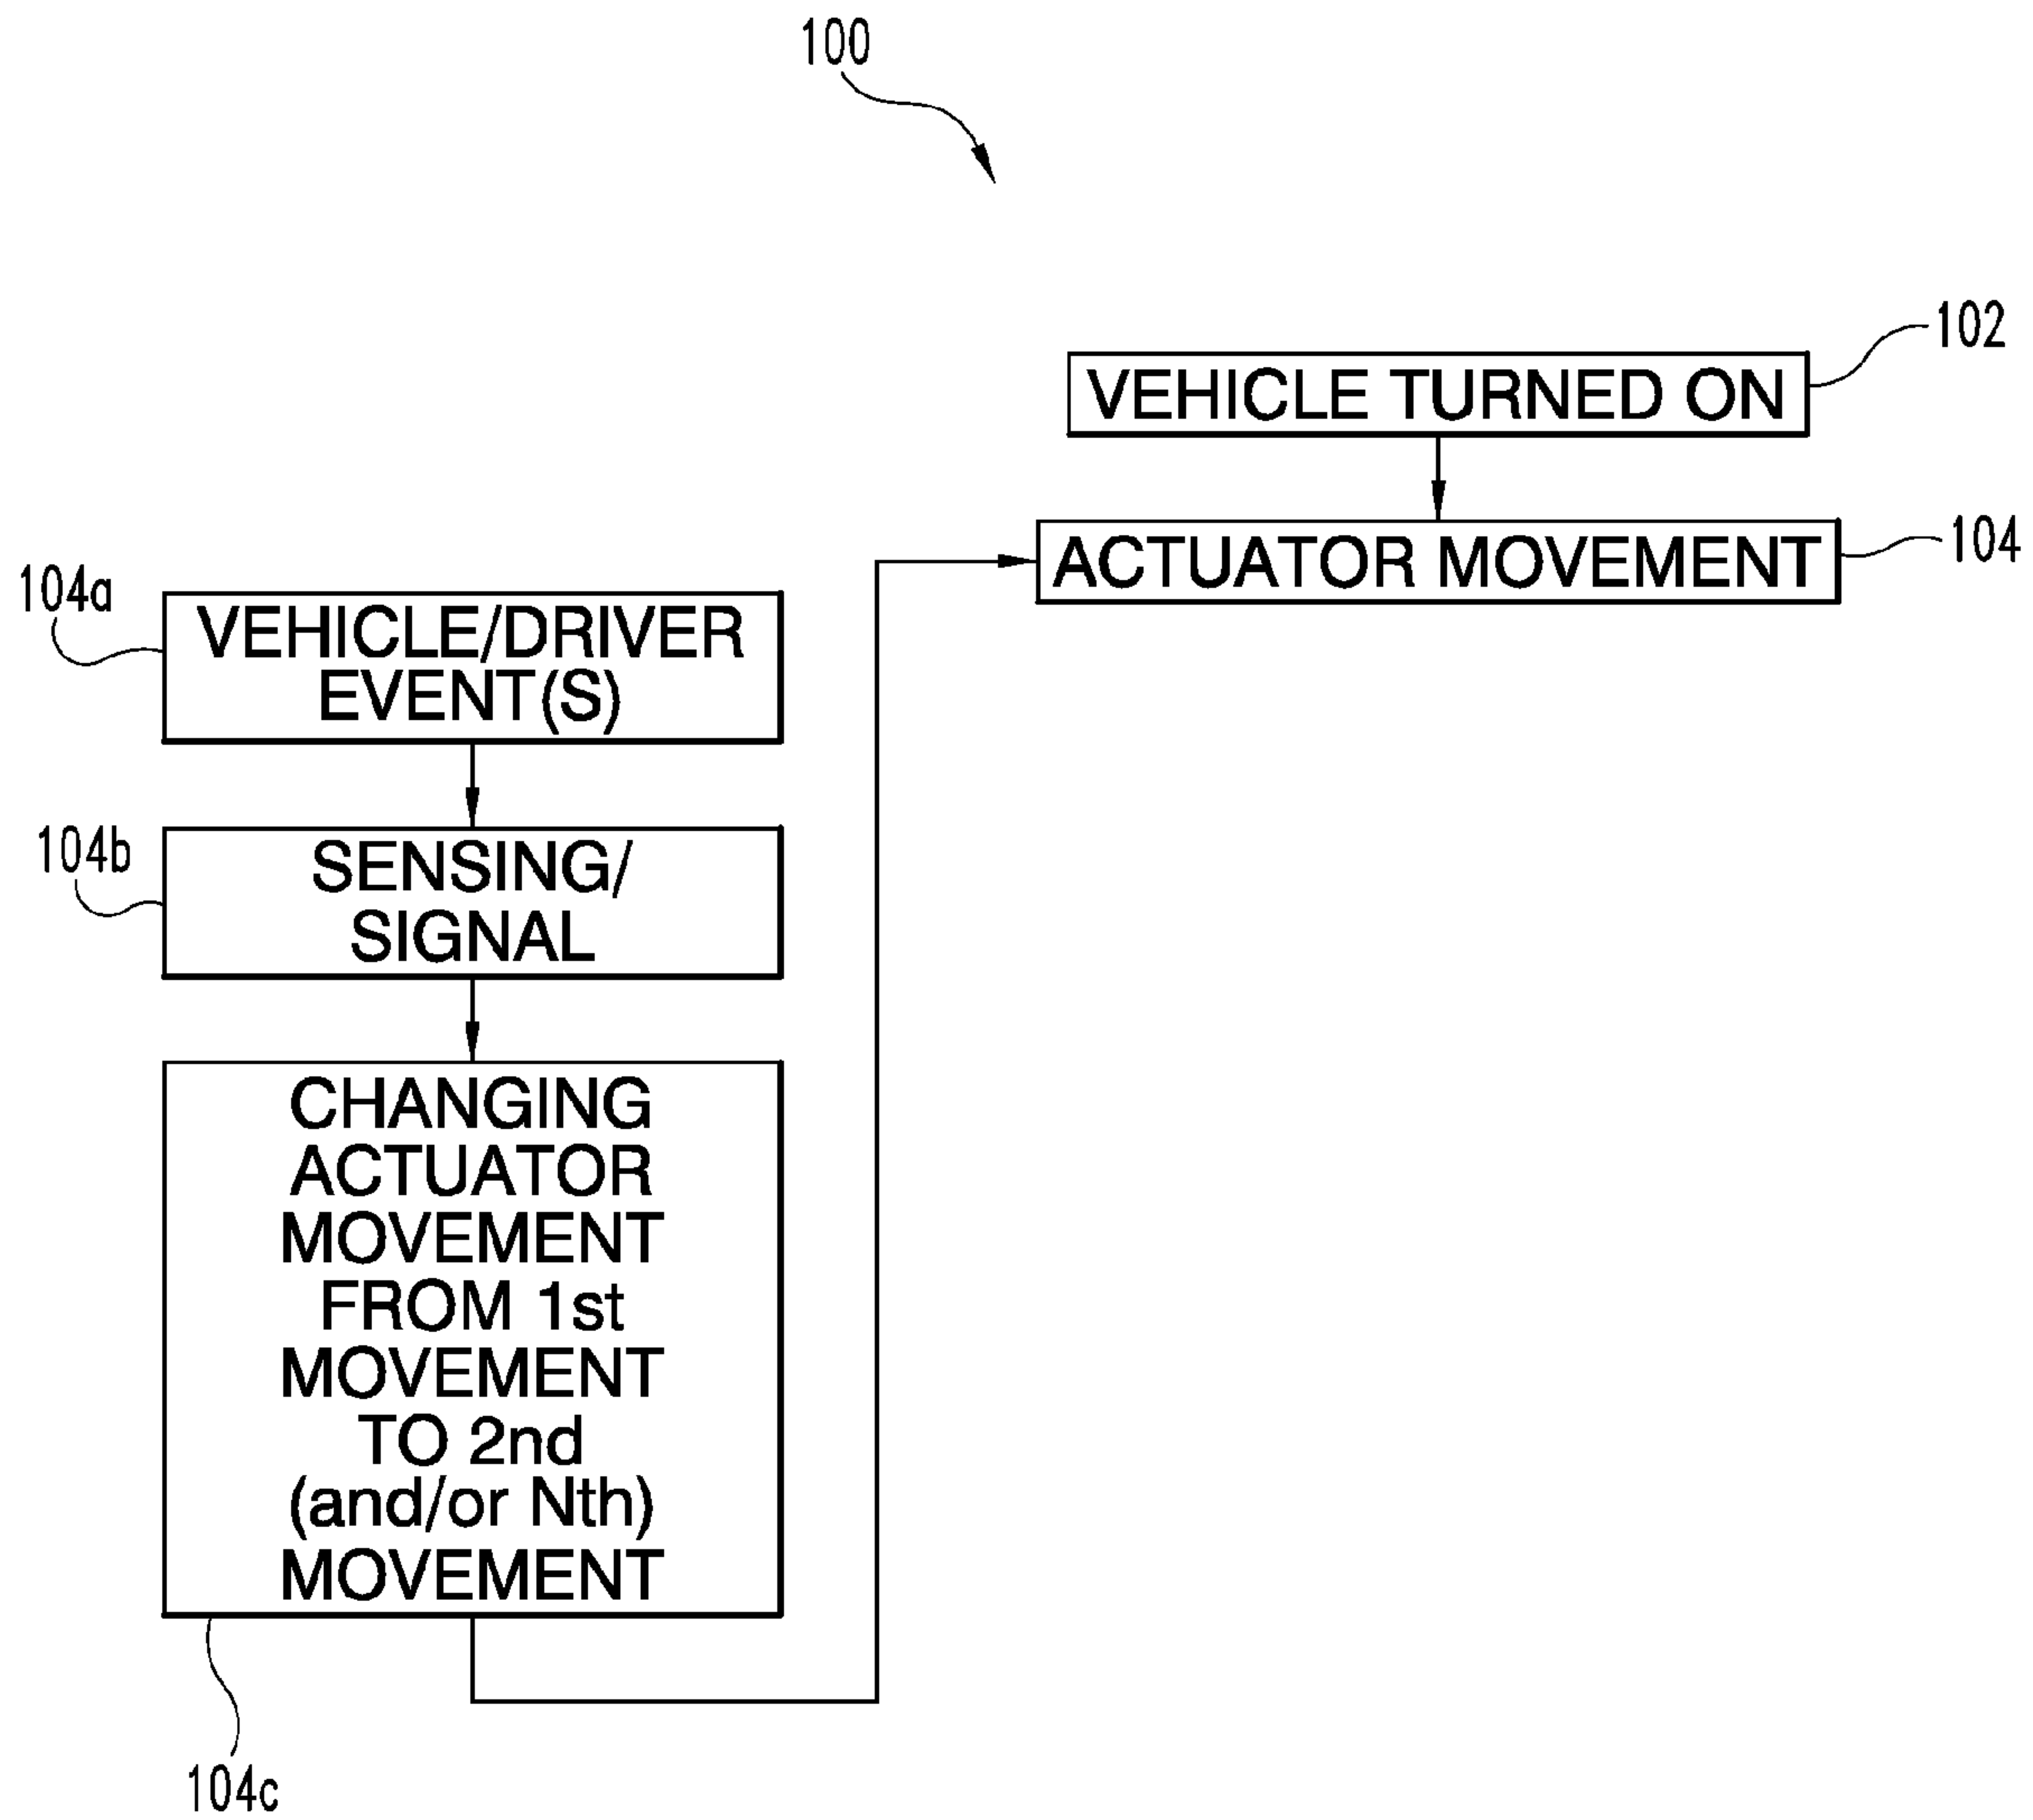 100
VEHICLE TURNED ON
102
ACTUATOR MOVEMENT
104
104a
VEHICLE/DRIVER
EVENT(S)
104b
SENSING/
SIGNAL
CHANGING
ACTUATOR
MOVEMENT
FROM 1st
MOVEMENT
TO 2nd
(and/or Nth)
MOVEMENT
104c